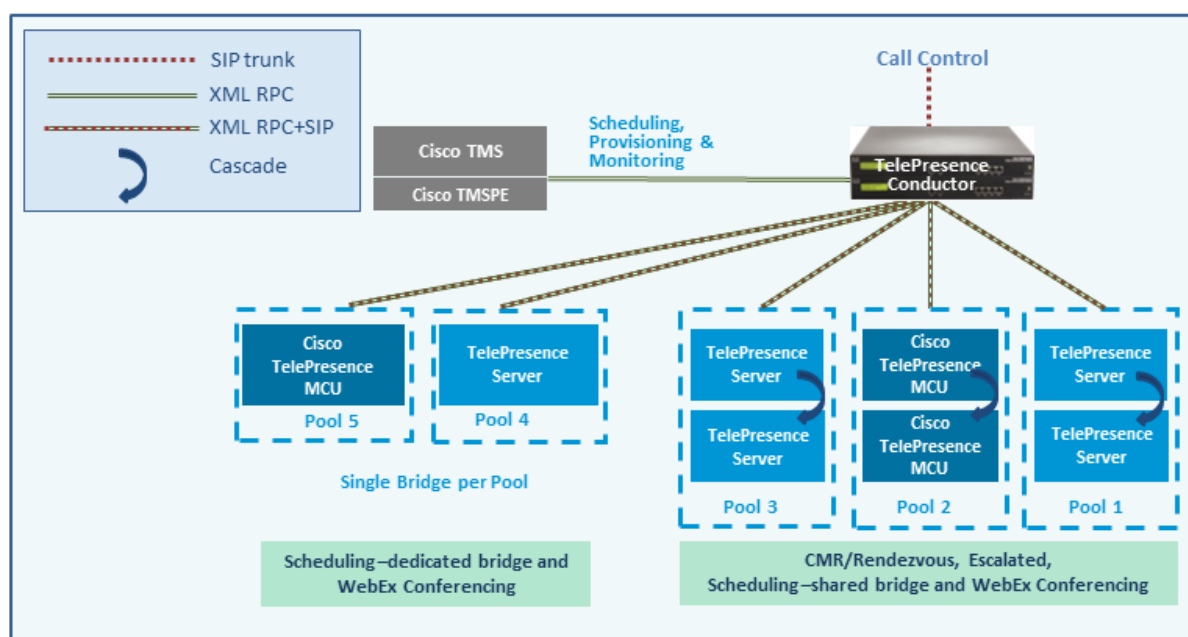 SIP trunk
XML RPC
XML RPC+SIP
Cascade
Call Control
Cisco TMS
Cisco TMSPE
Scheduling,
Provisioning &
Monitoring
TelePresence
Conductor
Cisco
TelePresence
MCU
Pool 5
TelePresence
Server
Pool 4
Single Bridge per Pool
TelePresence
Server
TelePresence
Server
Pool 3
Cisco
TelePresence
MCU
Cisco
TelePresence
MCU
Pool 2
TelePresence
Server
TelePresence
Server
Pool 1
Scheduling–dedicated bridge and
WebEx Conferencing
CMR/Rendezvous, Escalated,
Scheduling–shared bridge and WebEx Conferencing